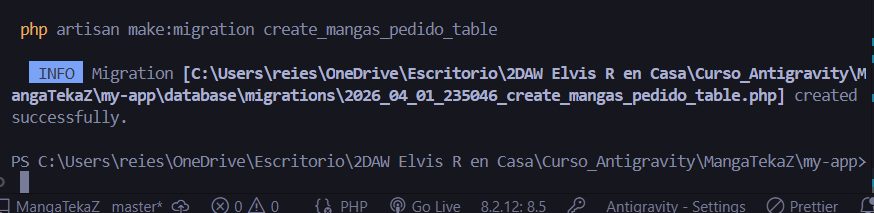 php artisan make:migration create_mangas_pedido_table
INFO Migration [C:\Users\reies\OneDrive\Escritorio\2DAW Elvis R en Casa\Curso_Antigravity\M
angaTekaZ\my-app\database\migrations\2026_04_01_235046_create_mangas_pedido_table.php] created
successfully.
PS C:\Users\reies\OneDrive\Escritorio\2DAW Elvis R en Casa\Curso_Antigravity\MangaTekaZ\my-app>
MangaTekaZ master* 0 0 {} PHP Go Live 8.2.12: 8.5 Antigravity - Settings Prettier